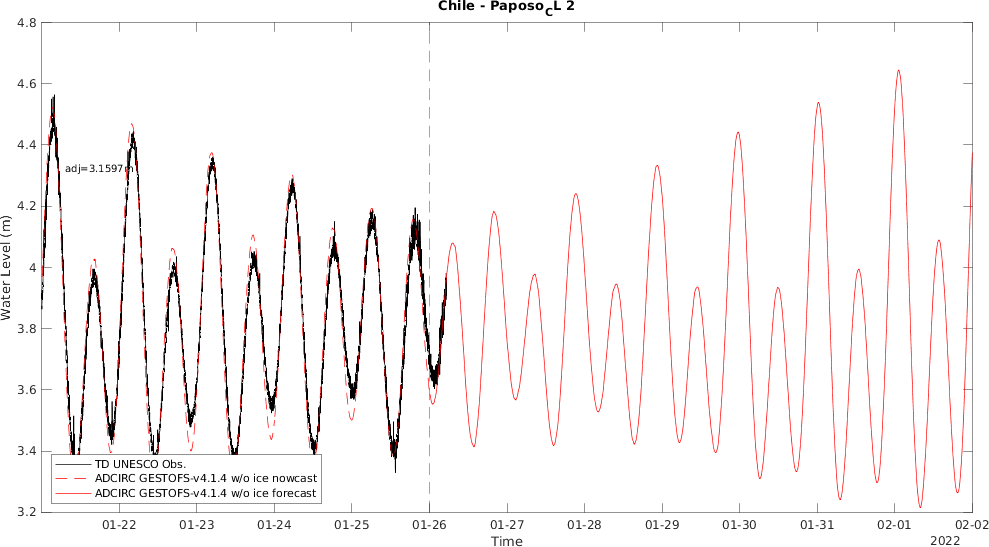 Chile - Paposo_CL 2
4.8
4.6
4.4
4.2
4
3.8
3.6
3.4
3.2
Water Level (m)
adj=3.1597m
TD UNESCO Obs.
ADCIRC GESTOFS-v4.1.4 w/o ice nowcast
ADCIRC GESTOFS-v4.1.4 w/o ice forecast
01-22 01-23 01-24 01-25 01-26 01-27 01-28 01-29 01-30 01-31 02-01 02-02
Time
2022